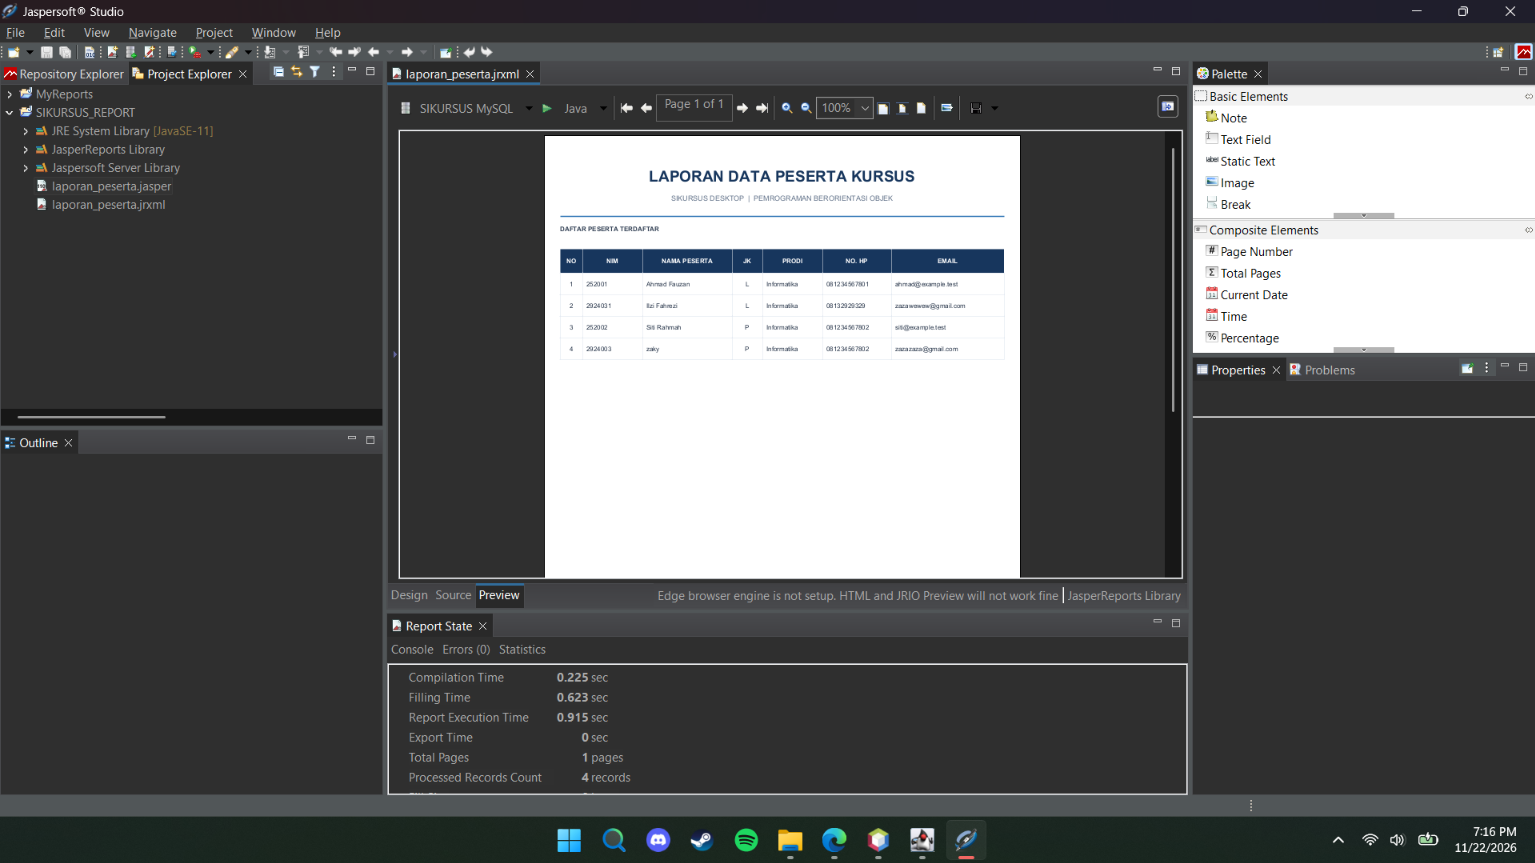 Jaspersoft® Studio
File Edit View Navigate Project Window Help
Repository Explorer Project Explorer
MyReports
SIKURSUS_REPORT
JRE System Library [JavaSE-11]
JasperReports Library
Jaspersoft Server Library
laporan_peserta.jasper
laporan_peserta.jrxml
Outline
laporan_peserta.jrxml
SIKURSUS MySQL Java Page 1 of 1 100%
LAPORAN DATA PESERTA KURSUS
SIKURSUS DESKTOP | PEMROGRAMAN BERORIENTASI OBJEK
DAFTAR PESERTA TERDAFTAR
NO NIM NAMA PESERTA JK PRODI NO. HP EMAIL
1 252001 Ahmad Fauzan L Informatika 081234567801 ahmad@example.test
2 2924031 Ilzi Fahrezi L Informatika 08132929329 zazawewew@gmail.com
3 252002 Siti Rahmah P Informatika 081234567802 siti@example.test
4 2924003 zaky P Informatika 081234567802 zazazaza@gmail.com
Design Source Preview Edge browser engine is not setup. HTML and JRIO Preview will not work fine JasperReports Library
Report State
Console Errors (0) Statistics
Compilation Time 0.225 sec
Filling Time 0.623 sec
Report Execution Time 0.915 sec
Export Time 0 sec
Total Pages 1 pages
Processed Records Count 4 records
Palette
Basic Elements
Note
Text Field
Static Text
Image
Break
Composite Elements
Page Number
Total Pages
Current Date
Time
Percentage
Properties Problems
7:16 PM
11/22/2026